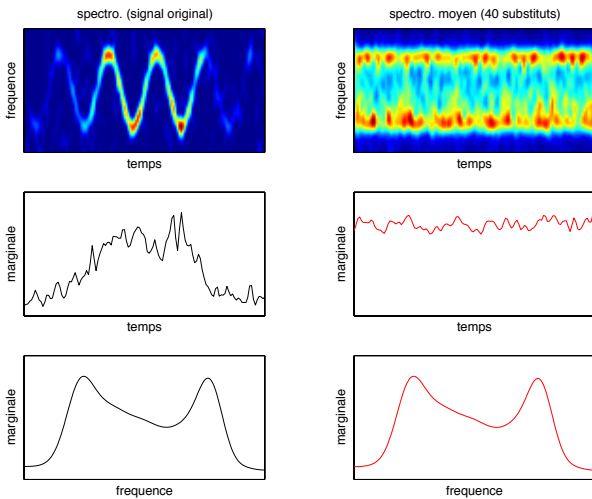 spectro. (signal original)
spectro. moyen (40 substituts)
frequence
frequence
temps
temps
marginale
marginale
temps
temps
marginale
marginale
frequence
frequence